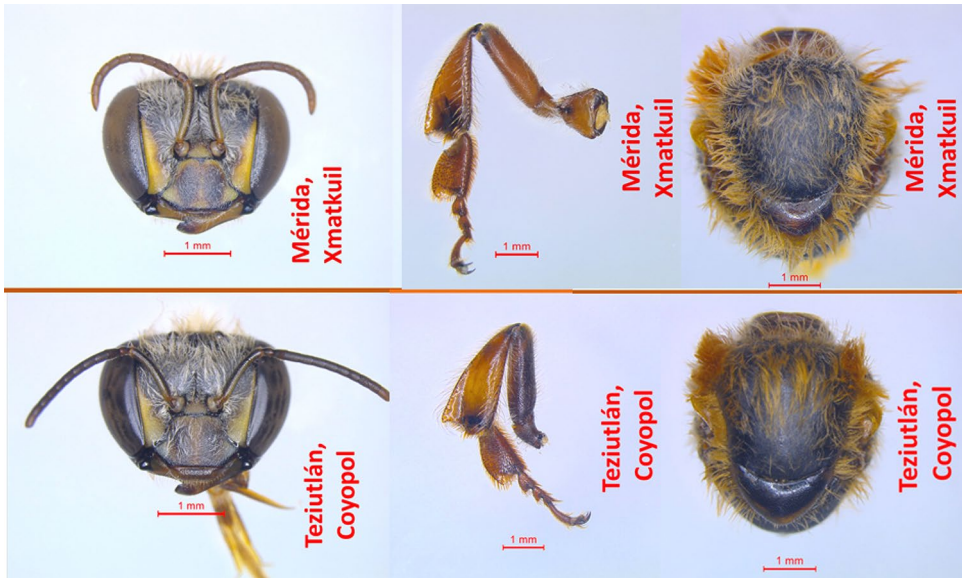 Mérida,
Xmatkuil
1 mm
Mérida,
Xmatkuil
1 mm
Mérida,
Xmatkuil
1 mm
Teziutlán,
Coyopol
1 mm
Teziutlán,
Coyopol
1 mm
Teziutlán,
Coyopol
1 mm